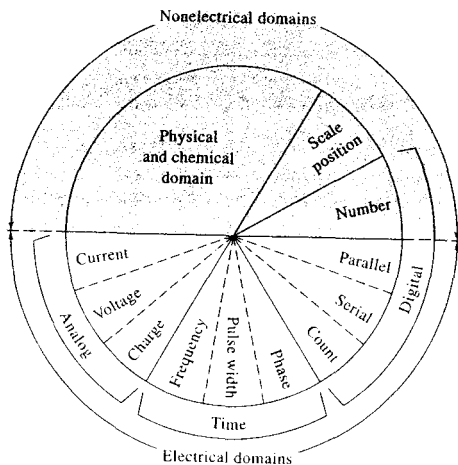 Nonelectrical domains
Physical
and chemical
domain
Scale
position
Number
Parallel
Serial
Count
Digital
Phase
Pulse width
Frequency
Time
Charge
Voltage
Current
Analog
Electrical domains